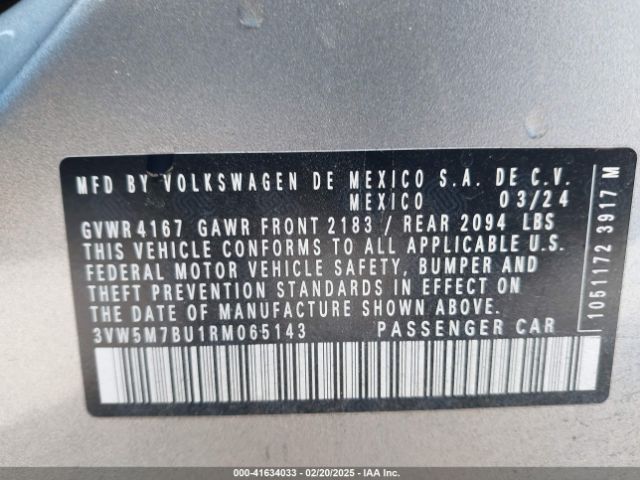 MFD BY VOLKSWAGEN DE MEXICO S.A. DE C.V.
MEXICO 03/24
GVWR 4167 GAWR FRONT 2183 / REAR 2094 LBS
THIS VEHICLE CONFORMS TO ALL APPLICABLE U.S.
FEDERAL MOTOR VEHICLE SAFETY, BUMPER AND
THEFT PREVENTION STANDARDS IN EFFECT ON
THE DATE OF MANUFACTURE SHOWN ABOVE.
3VW5M7BU1RM065143 PASSENGER CAR
1051172 3917 M
000-41634033 — 02/20/2025 — IAA Inc.